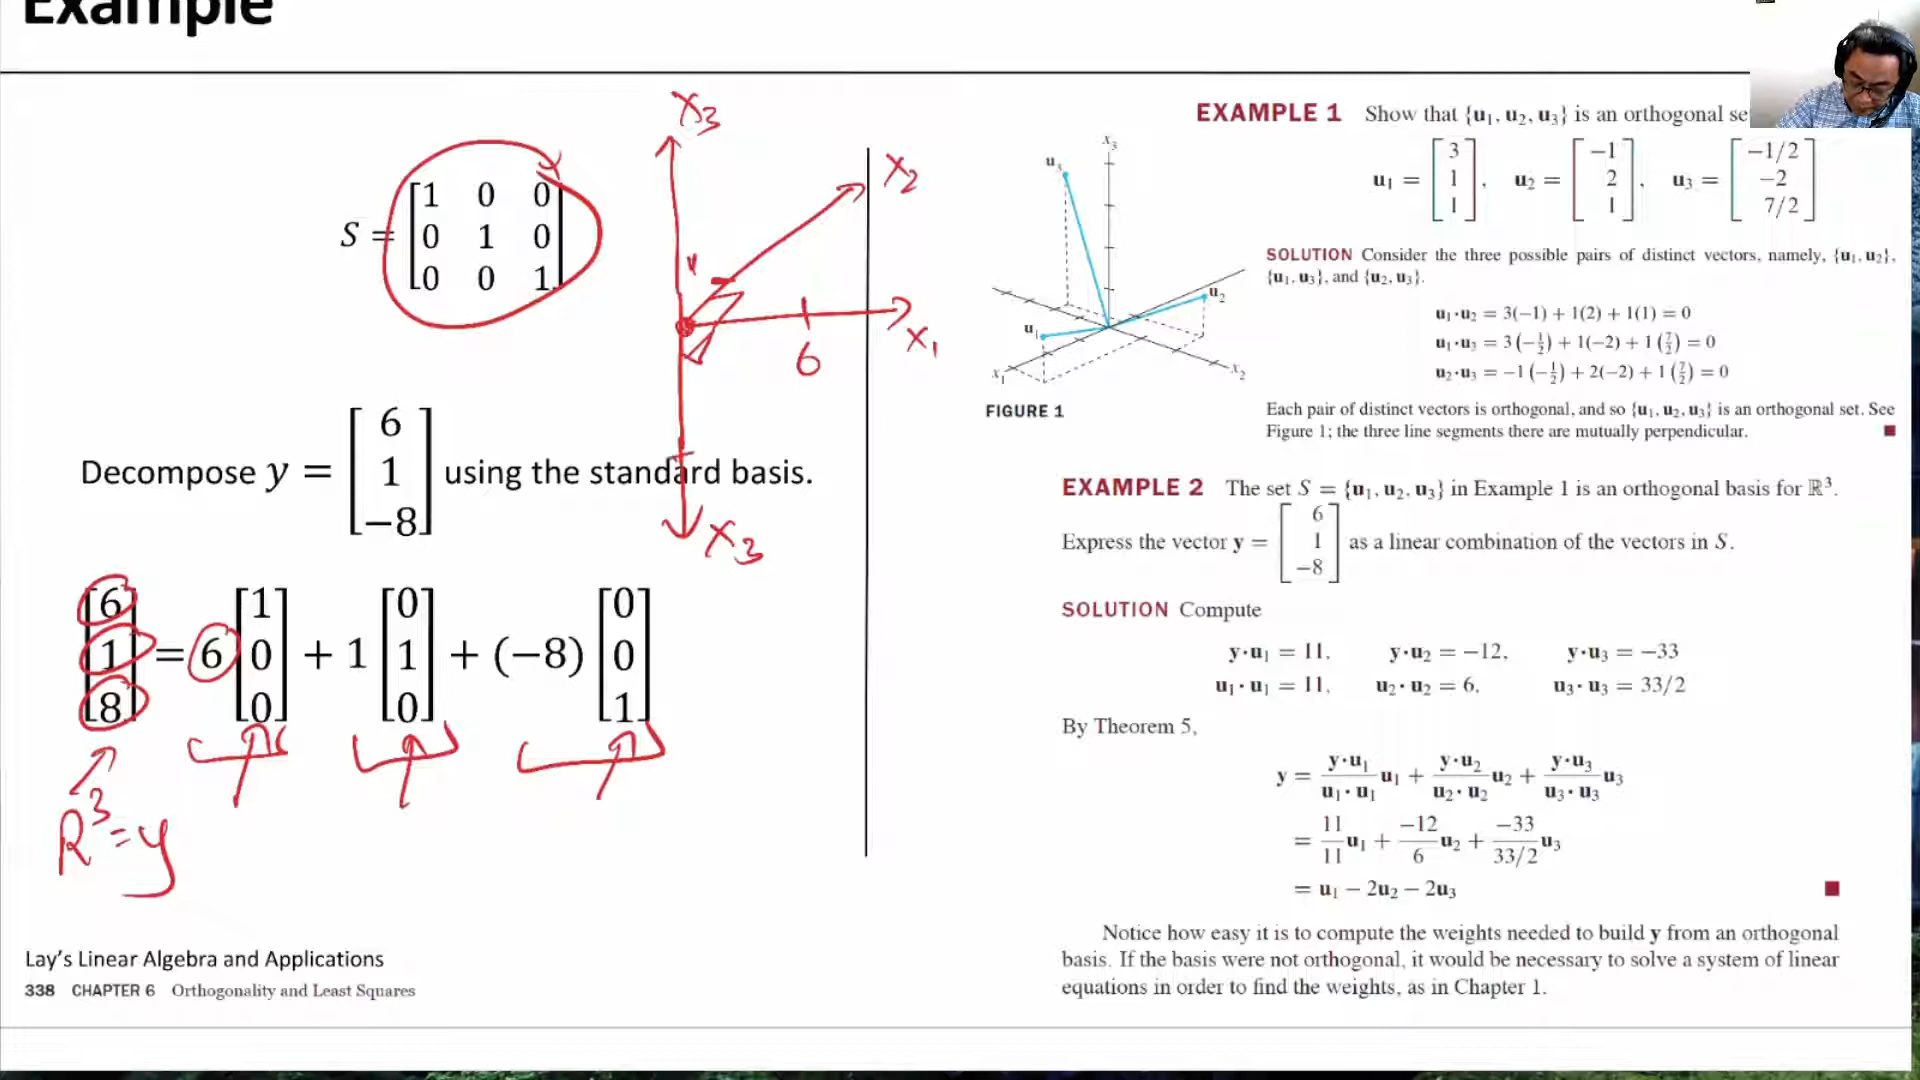 Example
S = [1 0 0
0 1 0
0 0 1]
X3
X2
X1
6
X3
Decompose y = [6
1
−8] using the standard basis.
[6
1
8] = 6 [1
0
0] + 1 [0
1
0] + (−8) [0
0
1]
R³ = y
Lay's Linear Algebra and Applications
338 CHAPTER 6 Orthogonality and Least Squares
EXAMPLE 1 Show that {u1, u2, u3} is an orthogonal se
u1 = [3
1
1], u2 = [−1
2
1], u3 = [−1/2
−2
7/2]
x3
u3
u2
u1
x1
x2
FIGURE 1
SOLUTION Consider the three possible pairs of distinct vectors, namely, {u1, u2},
{u1, u3}, and {u2, u3}.
u1·u2 = 3(−1) + 1(2) + 1(1) = 0
u1·u3 = 3(−1/2) + 1(−2) + 1(7/2) = 0
u2·u3 = −1(−1/2) + 2(−2) + 1(7/2) = 0
Each pair of distinct vectors is orthogonal, and so {u1, u2, u3} is an orthogonal set. See
Figure 1; the three line segments there are mutually perpendicular.
EXAMPLE 2 The set S = {u1, u2, u3} in Example 1 is an orthogonal basis for ℝ³.
Express the vector y = [6
1
−8] as a linear combination of the vectors in S.
SOLUTION Compute
y·u1 = 11, y·u2 = −12, y·u3 = −33
u1·u1 = 11, u2·u2 = 6, u3·u3 = 33/2
By Theorem 5,
y = y·u1/u1·u1 u1 + y·u2/u2·u2 u2 + y·u3/u3·u3 u3
= 11/11 u1 + −12/6 u2 + −33/33/2 u3
= u1 − 2u2 − 2u3
Notice how easy it is to compute the weights needed to build y from an orthogonal
basis. If the basis were not orthogonal, it would be necessary to solve a system of linear
equations in order to find the weights, as in Chapter 1.